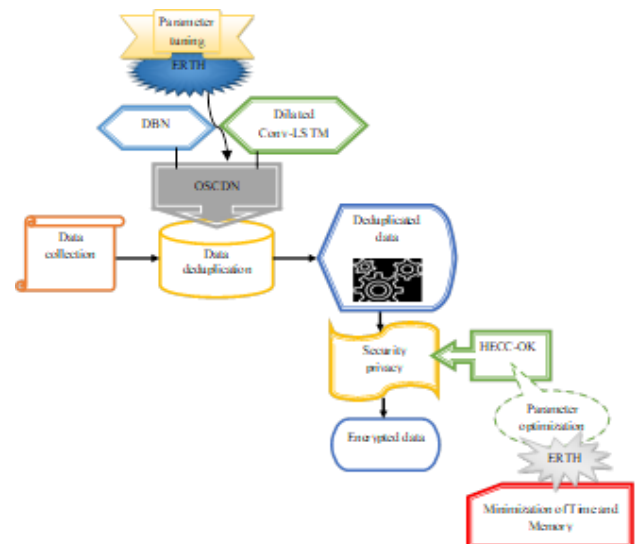 Parameter
tuning
ERTH
DBN
Dilated
Conv-LSTM
OSCDN
Data
collection
Data
deduplication
Deduplicated
data
Security
privacy
HECC-OK
Encrypted data
Parameter
optimization
ERTH
Minimization of Time and
Memory